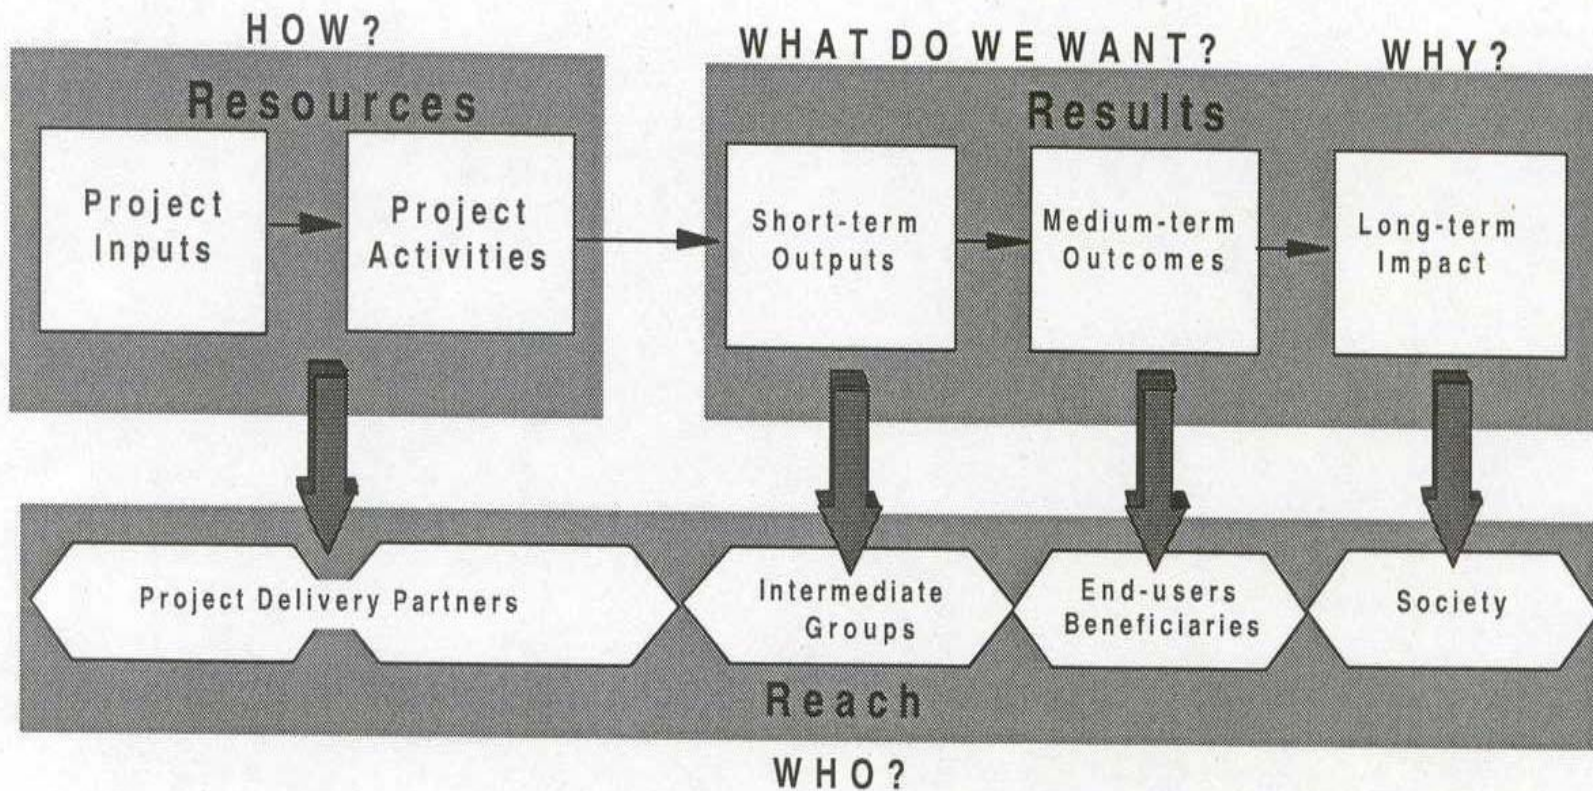 HOW?
WHAT DO WE WANT?
WHY?
Resources
Results
Project
Inputs
Project
Activities
Short-term
Outputs
Medium-term
Outcomes
Long-term
Impact
Project Delivery Partners
Intermediate
Groups
End-users
Beneficiaries
Society
Reach
WHO?